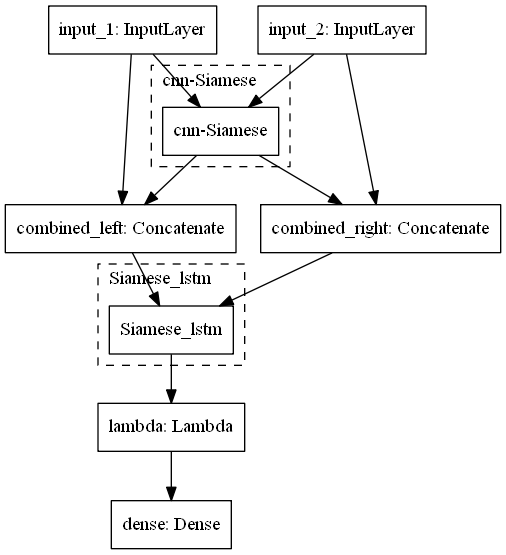 input_1: InputLayer
input_2: InputLayer
cnn-Siamese
cnn-Siamese
combined_left: Concatenate
combined_right: Concatenate
Siamese_lstm
Siamese_lstm
lambda: Lambda
dense: Dense